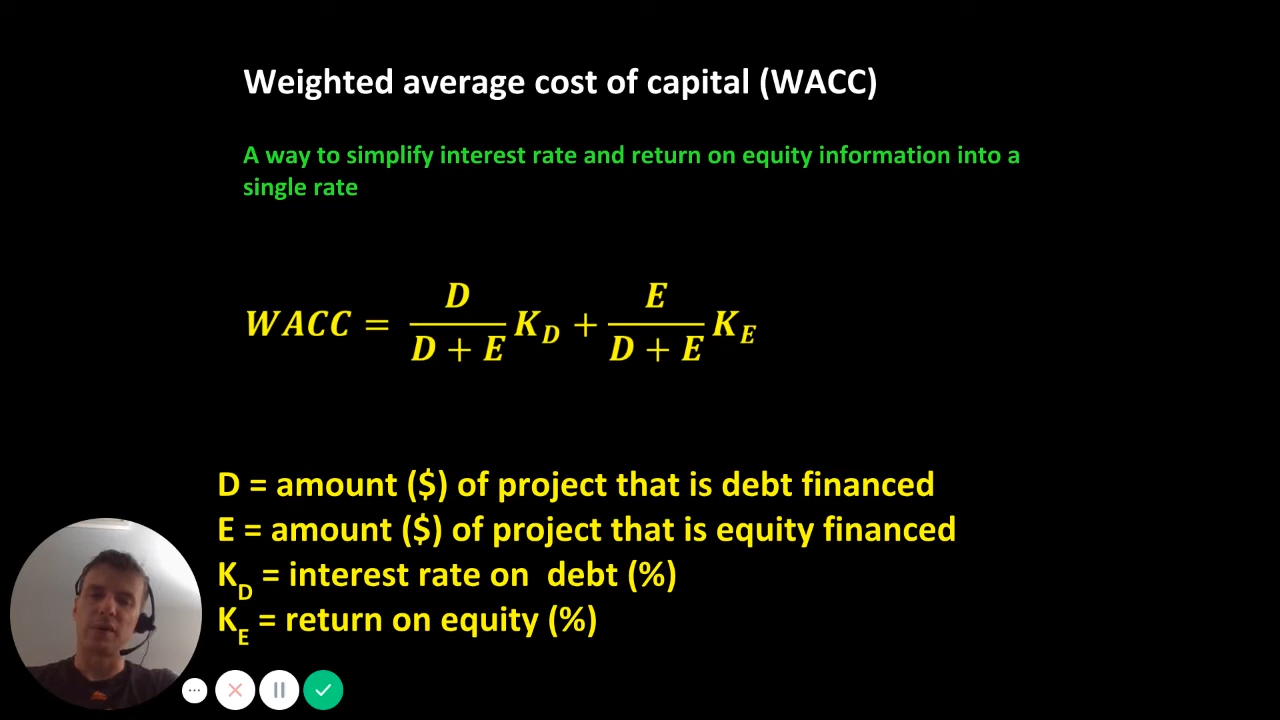 Weighted average cost of capital (WACC)
A way to simplify interest rate and return on equity information into a
single rate
WACC = D/(D + E) K_D + E/(D + E) K_E
D = amount ($) of project that is debt financed
E = amount ($) of project that is equity financed
K_D = interest rate on  debt (%)
K_E = return on equity (%)